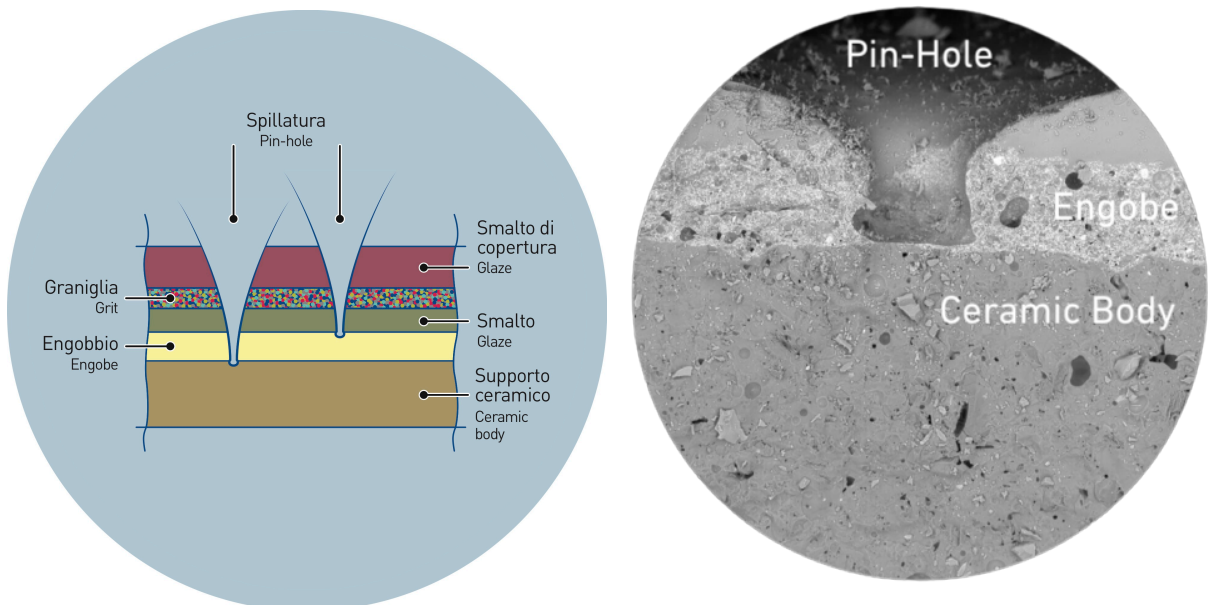 Spillatura
Pin-hole
Smalto di
copertura
Glaze
Graniglia
Grit
Smalto
Glaze
Engobbio
Engobe
Supporto
ceramico
Ceramic
body
Pin-Hole
Engobe
Ceramic Body